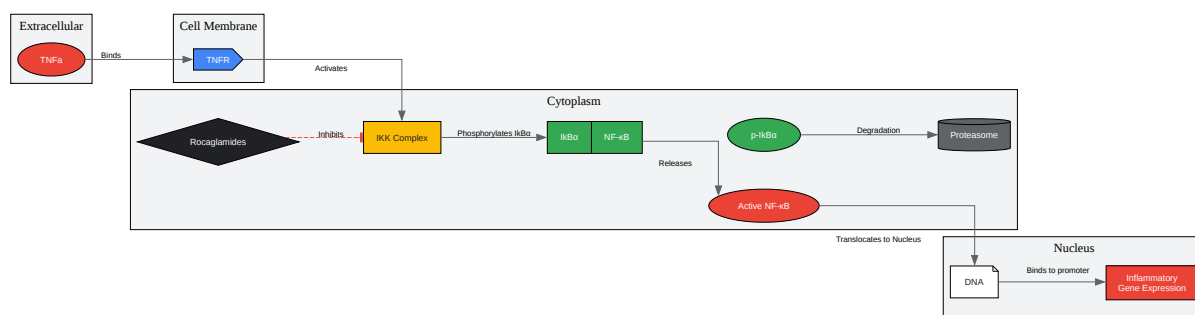 Extracellular
Cell Membrane
TNFa
Binds
TNFR
Activates
Cytoplasm
Rocaglamides
Inhibits
IKK Complex
Phosphorylates IkBα
IkBα
NF-κB
p-IkBα
Degradation
Proteasome
Releases
Active NF-κB
Translocates to Nucleus
Nucleus
DNA
Binds to promoter
Inflammatory
Gene Expression